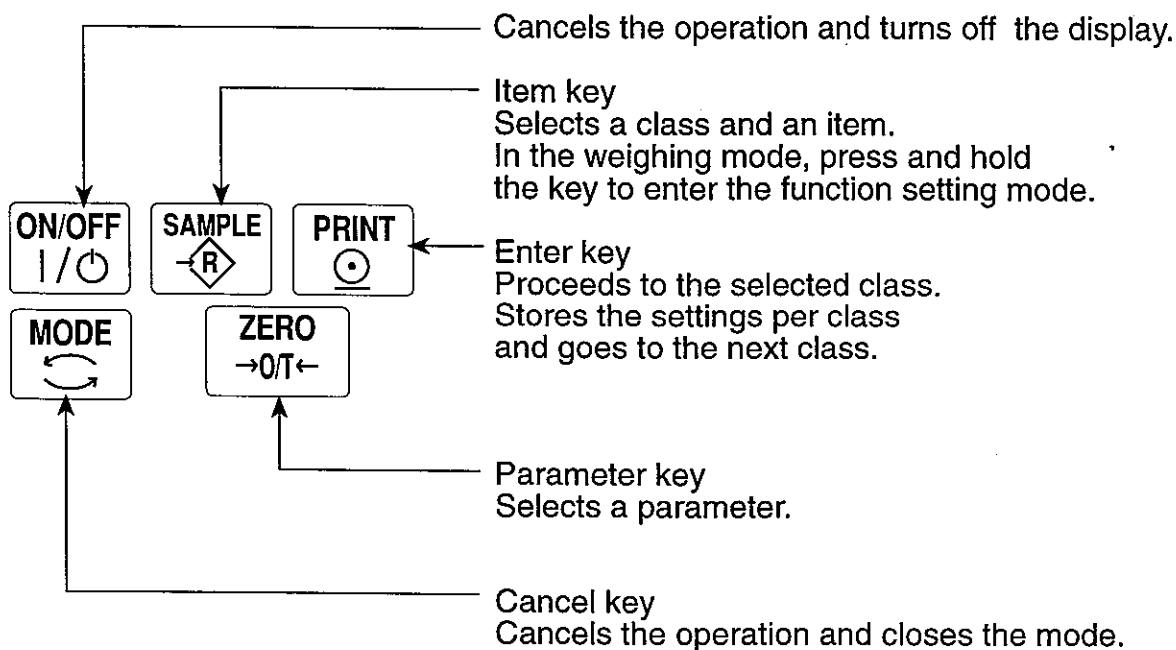 Cancels the operation and turns off the display.
Item key
Selects a class and an item.
In the weighing mode, press and hold
the key to enter the function setting mode.
ON/OFF
I/⏻
SAMPLE
→R
PRINT
Enter key
Proceeds to the selected class.
Stores the settings per class
and goes to the next class.
MODE
ZERO
→0/T←
Parameter key
Selects a parameter.
Cancel key
Cancels the operation and closes the mode.